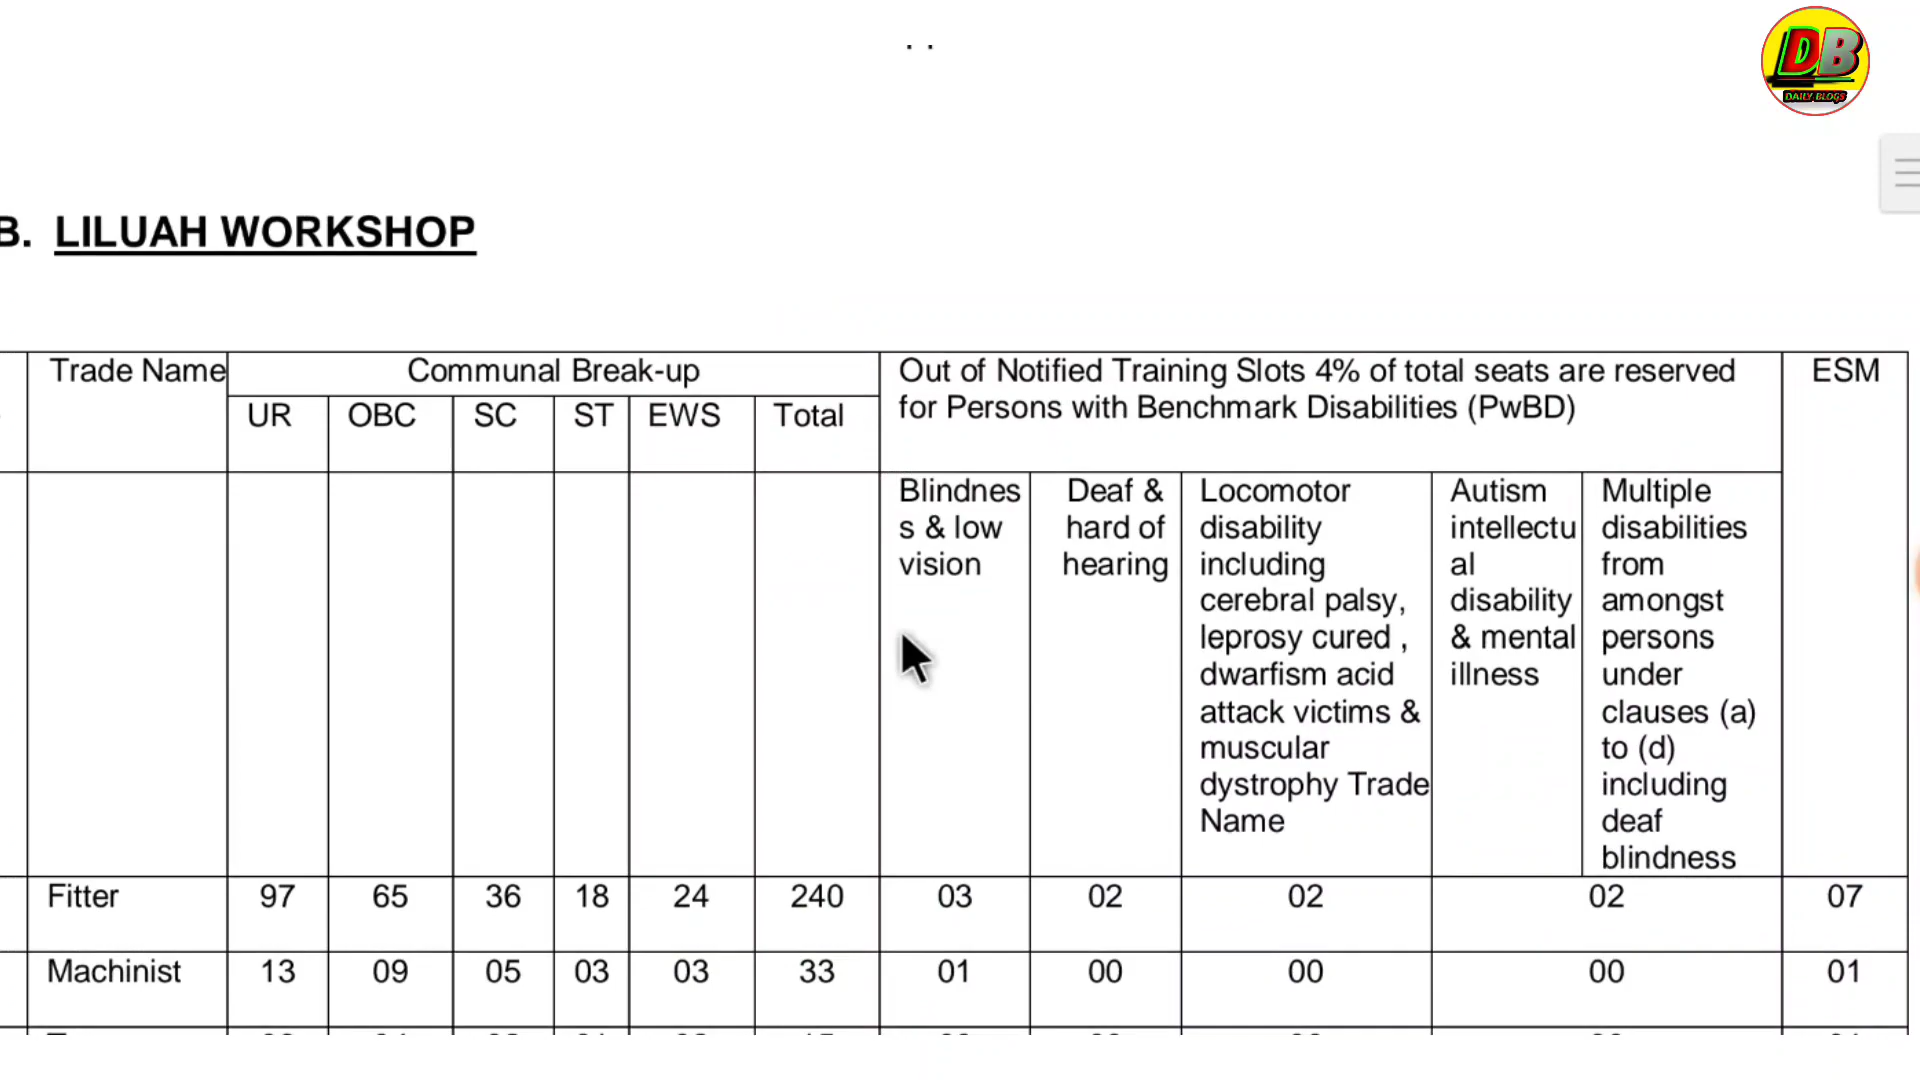 DB
DAILY BLOGS
B. LILUAH WORKSHOP
Trade Name
Communal Break-up
Out of Notified Training Slots 4% of total seats are reserved
for Persons with Benchmark Disabilities (PwBD)
ESM
UR OBC SC ST EWS Total
Blindnes
s & low
vision
Deaf &
hard of
hearing
Locomotor
disability
including
cerebral palsy,
leprosy cured ,
dwarfism acid
attack victims &
muscular
dystrophy Trade
Name
Autism
intellectu
al
disability
& mental
illness
Multiple
disabilities
from
amongst
persons
under
clauses (a)
to (d)
including
deaf
blindness
Fitter 97 65 36 18 24 240 03 02 02 02 07
Machinist 13 09 05 03 03 33 01 00 00 00 01